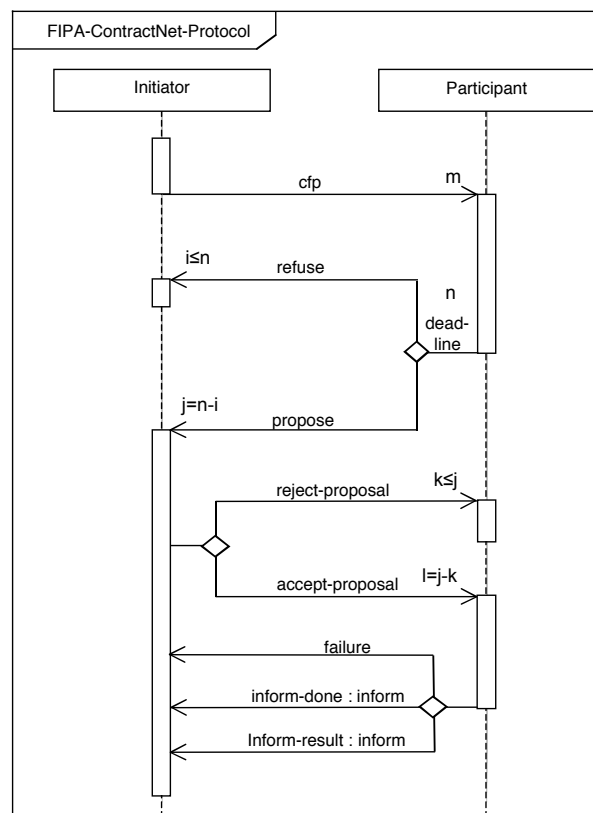 FIPA-ContractNet-Protocol
Initiator
Participant
cfp
m
i≤n
refuse
n
dead-
line
j=n-i
propose
reject-proposal
k≤j
accept-proposal
l=j-k
failure
inform-done : inform
Inform-result : inform